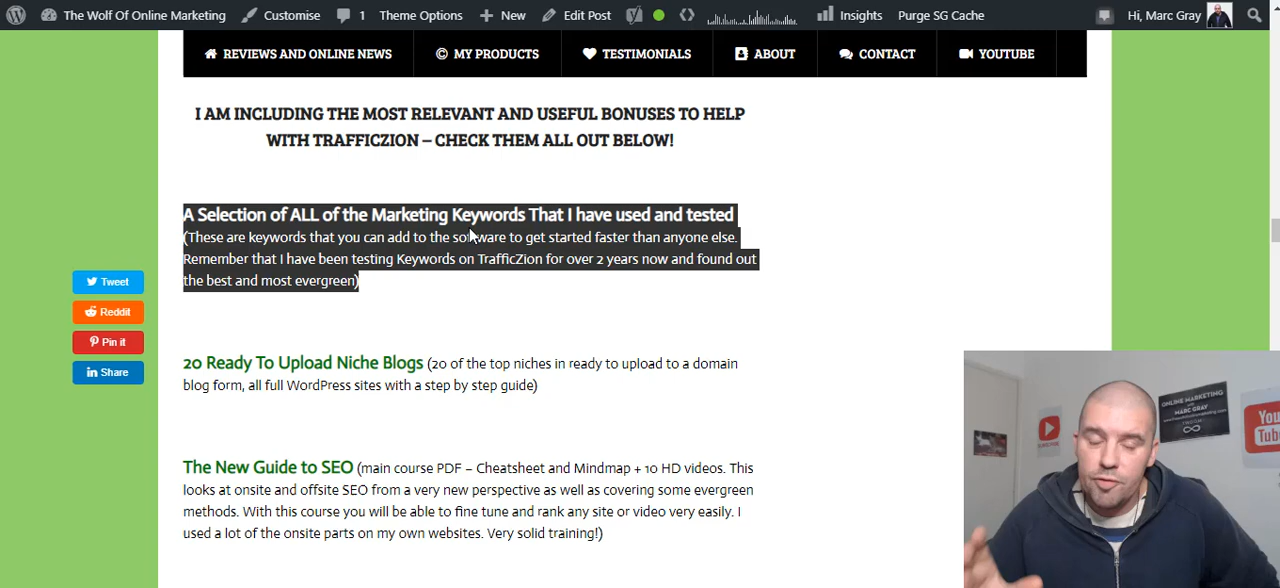 The Wolf Of Online Marketing Customise 1 Theme Options New Edit Post Insights Purge SG Cache Hi, Marc Gray
REVIEWS AND ONLINE NEWS MY PRODUCTS TESTIMONIALS ABOUT CONTACT YOUTUBE
I AM INCLUDING THE MOST RELEVANT AND USEFUL BONUSES TO HELP
WITH TRAFFICZION – CHECK THEM ALL OUT BELOW!
A Selection of ALL of the Marketing Keywords That I have used and tested
(These are keywords that you can add to the software to get started faster than anyone else.
Remember that I have been testing Keywords on TrafficZion for over 2 years now and found out
the best and most evergreen)
Tweet
Reddit
Pin it
Share
20 Ready To Upload Niche Blogs (20 of the top niches in ready to upload to a domain
blog form, all full WordPress sites with a step by step guide)
The New Guide to SEO (main course PDF – Cheatsheet and Mindmap + 10 HD videos. This
looks at onsite and offsite SEO from a very new perspective as well as covering some evergreen
methods. With this course you will be able to fine tune and rank any site or video very easily. I
used a lot of the onsite parts on my own websites. Very solid training!)
ONLINE MARKETING
WITH
MARC GRAY
You
Tub